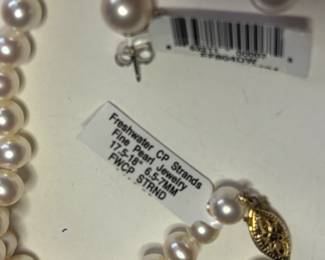 Freshwater CP Strands
Fine Pearl Jewelry
17.5-18" 6.5-7MM
FWCP STRND